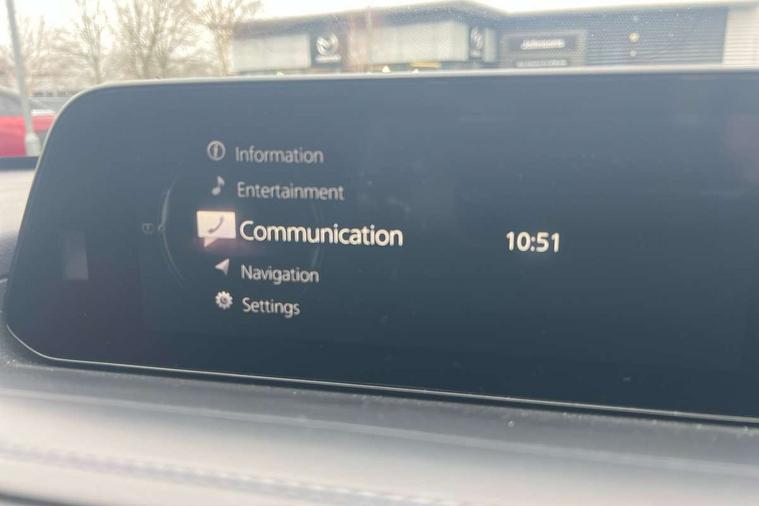 Information
Entertainment
Communication
10:51
Navigation
Settings